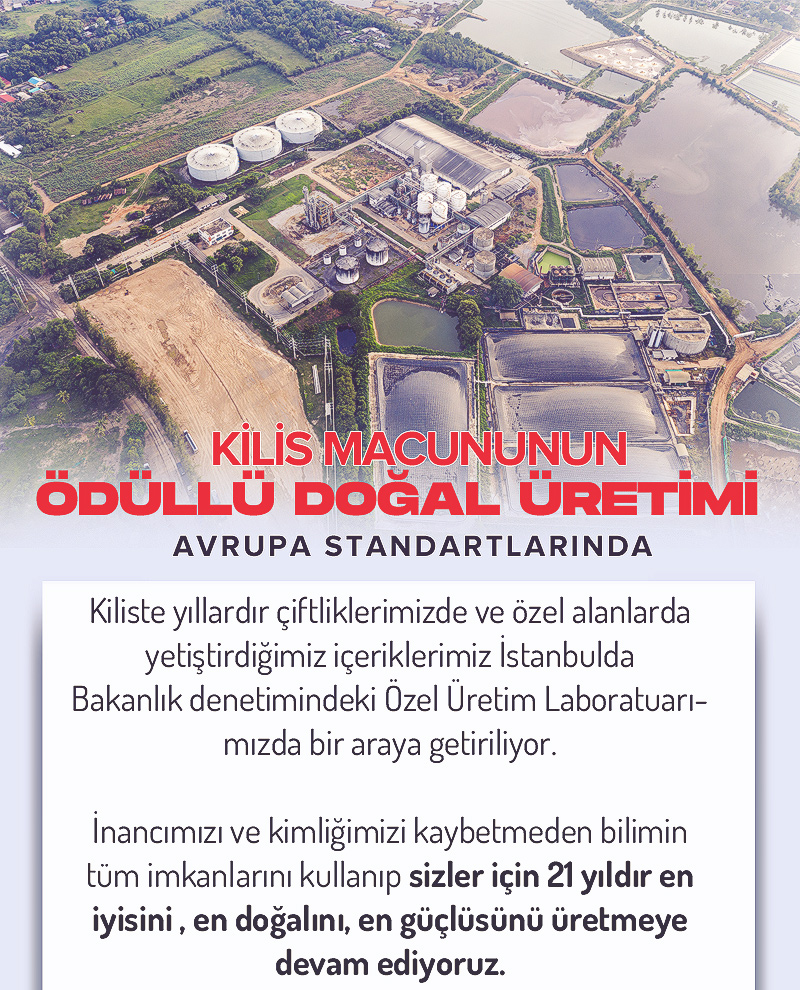 KİLİS MACUNUNUN
ÖDÜLLÜ DOĞAL ÜRETİMİ
AVRUPA STANDARTLARINDA
Kiliste yıllardır çiftliklerimizde ve özel alanlarda
yetiştirdiğimiz içeriklerimiz İstanbulda
Bakanlık denetimindeki Özel Üretim Laboratuarı-
mızda bir araya getiriliyor.
İnancımızı ve kimliğimizi kaybetmeden bilimin
tüm imkanlarını kullanıp sizler için 21 yıldır en
iyisini , en doğalını, en güçlüsünü üretmeye
devam ediyoruz.